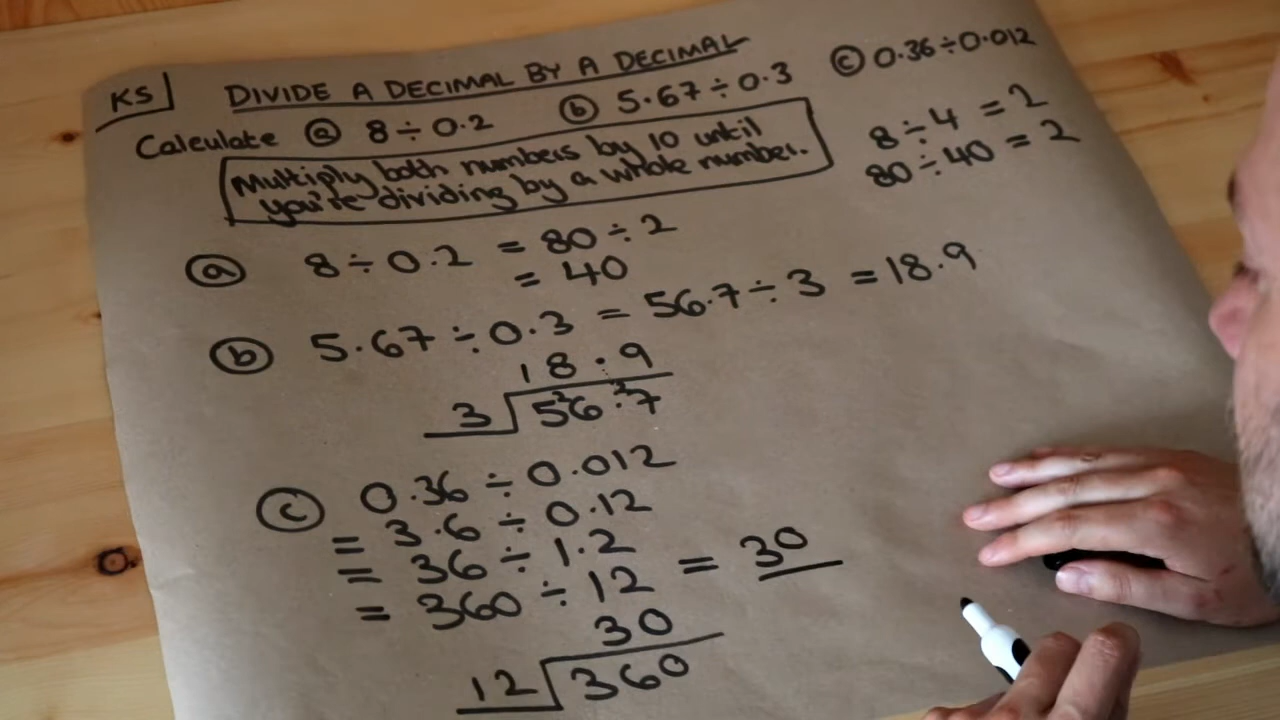 KS DIVIDE A DECIMAL BY A DECIMAL
Calculate ⓐ 8 ÷ 0.2 ⓑ 5.67 ÷ 0.3 ⓒ 0.36 ÷ 0.012
Multiply both numbers by 10 until
you're dividing by a whole number.
8 ÷ 4 = 2
80 ÷ 40 = 2
ⓐ 8 ÷ 0.2 = 80 ÷ 2
= 40
ⓑ 5.67 ÷ 0.3 = 56.7 ÷ 3 = 18.9
18.9
3 5²6.²7
ⓒ 0.36 ÷ 0.012
= 3.6 ÷ 0.12
= 36 ÷ 1.2
= 360 ÷ 12 = 30
30
12 360